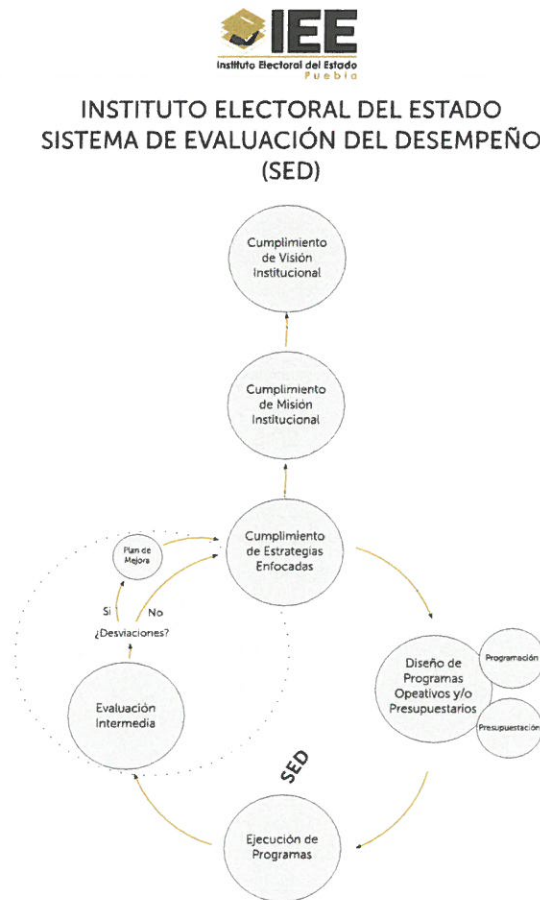 IEE
Instituto Electoral del Estado
Puebla
INSTITUTO ELECTORAL DEL ESTADO
SISTEMA DE EVALUACIÓN DEL DESEMPEÑO
(SED)
Cumplimiento
de Visión
Institucional
Cumplimiento
de Misión
Institucional
Cumplimiento
de Estrategias
Enfocadas
Plan de
Mejora
Si
No
¿Desviaciones?
Evaluación
Intermedia
Diseño de
Programas
Opeativos y/o
Presupuestarios
Programación
Presupuestación
SED
Ejecución de
Programas